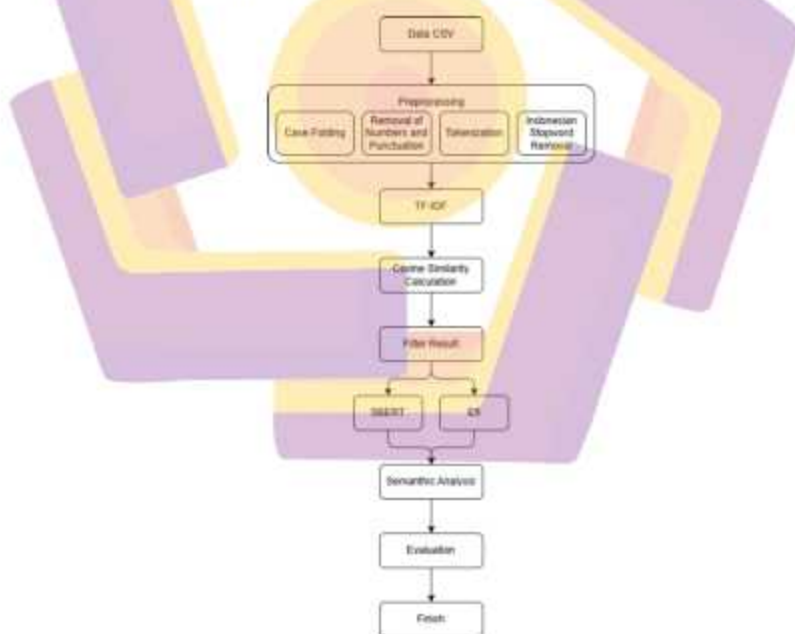 Data CSV
Preprocessing
Case Folding
Removal of
Numbers and
Punctuation
Tokenization
Indonesian
Stopword
Removal
TF-IDF
Cosine Similarity
Calculation
Filter Result
SBERT
E5
Semanthic Analysis
Evaluation
Finish